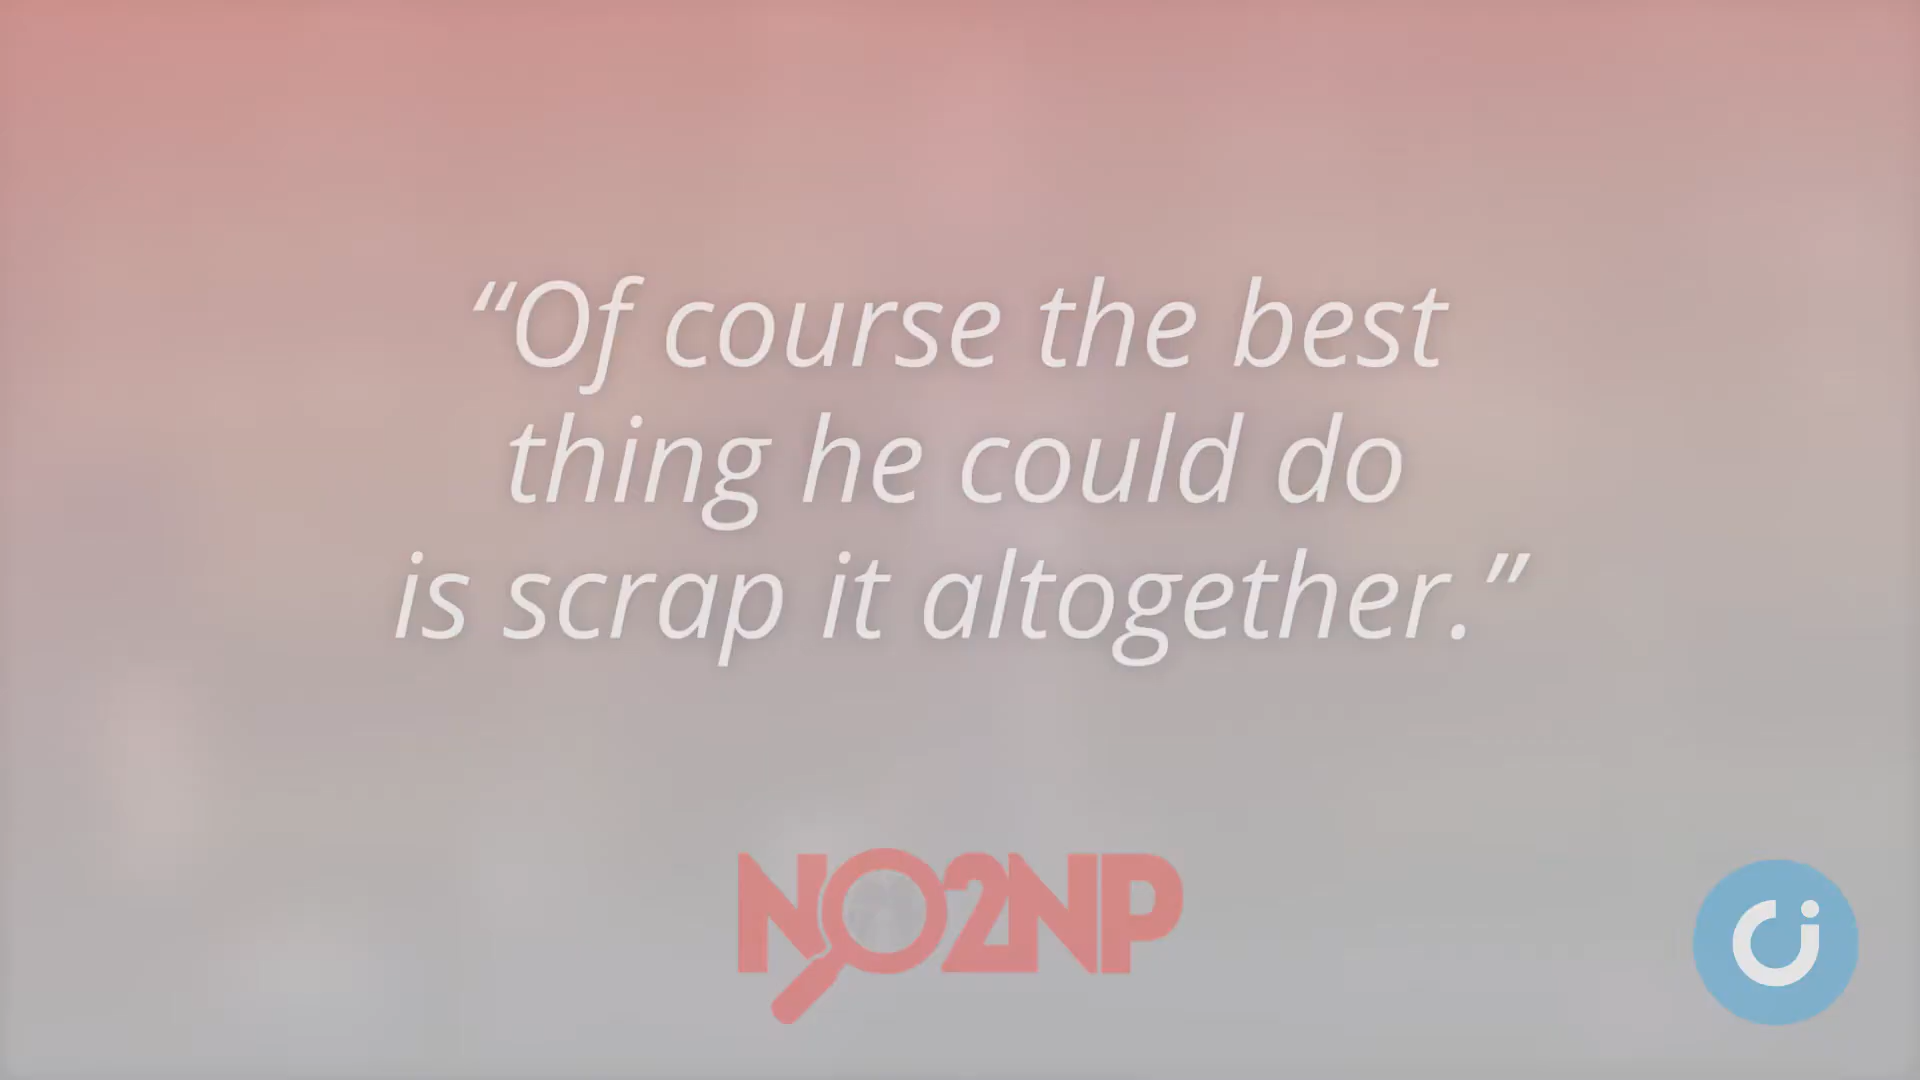 “Of course the best
thing he could do
is scrap it altogether.”
NO2NP